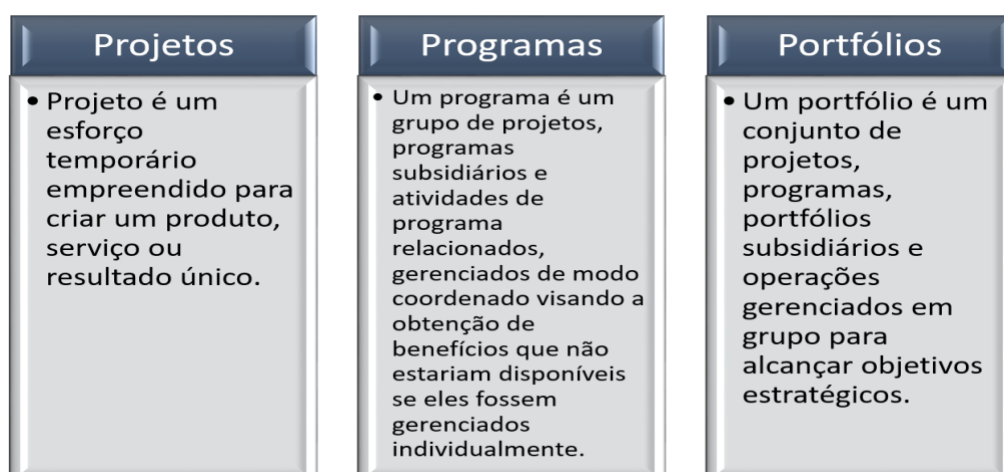 Projetos
• Projeto é um
esforço
temporário
empreendido para
criar um produto,
serviço ou
resultado único.
Programas
• Um programa é um
grupo de projetos,
programas
subsidiários e
atividades de
programa
relacionados,
gerenciados de modo
coordenado visando a
obtenção de
benefícios que não
estariam disponíveis
se eles fossem
gerenciados
individualmente.
Portfólios
• Um portfólio é um
conjunto de
projetos,
programas,
portfólios
subsidiários e
operações
gerenciados em
grupo para
alcançar objetivos
estratégicos.